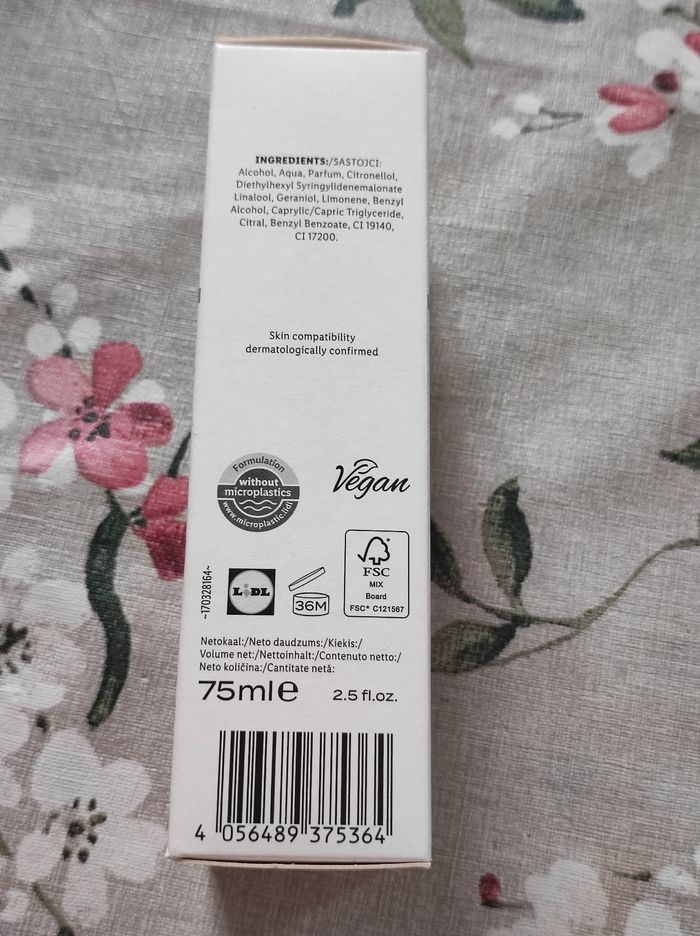 INGREDIENTS:/SASTOJCI:
Alcohol, Aqua, Parfum, Citronellol,
Diethylhexyl Syringylidenemalonate
Linalool, Geraniol, Limonene, Benzyl
Alcohol, Caprylic/Capric Triglyceride,
Citral, Benzyl Benzoate, CI 19140,
CI 17200.
Skin compatibility
dermatologically confirmed
Formulation
without
microplastics
www.microplastic.lidl
Vegan
~170328164~
LIDL
36M
FSC
MIX
Board
FSC® C121567
Netokaal:/Neto daudzums:/Kiekis:/
Volume net:/Nettoinhalt:/Contenuto netto:/
Neto količina:/Cantitate netă:
75ml e 2.5 fl.oz.
4 056489 375364